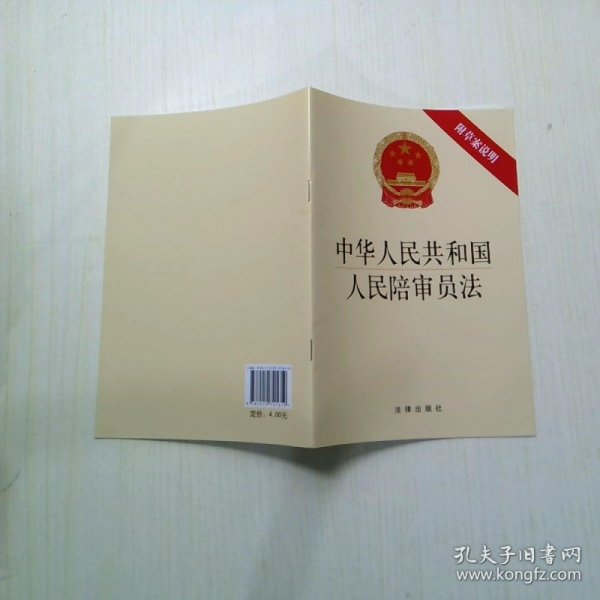 附草案说明
中华人民共和国
人民陪审员法
法律出版社
定价：4.00元
孔夫子旧书网
www.kongfz.com